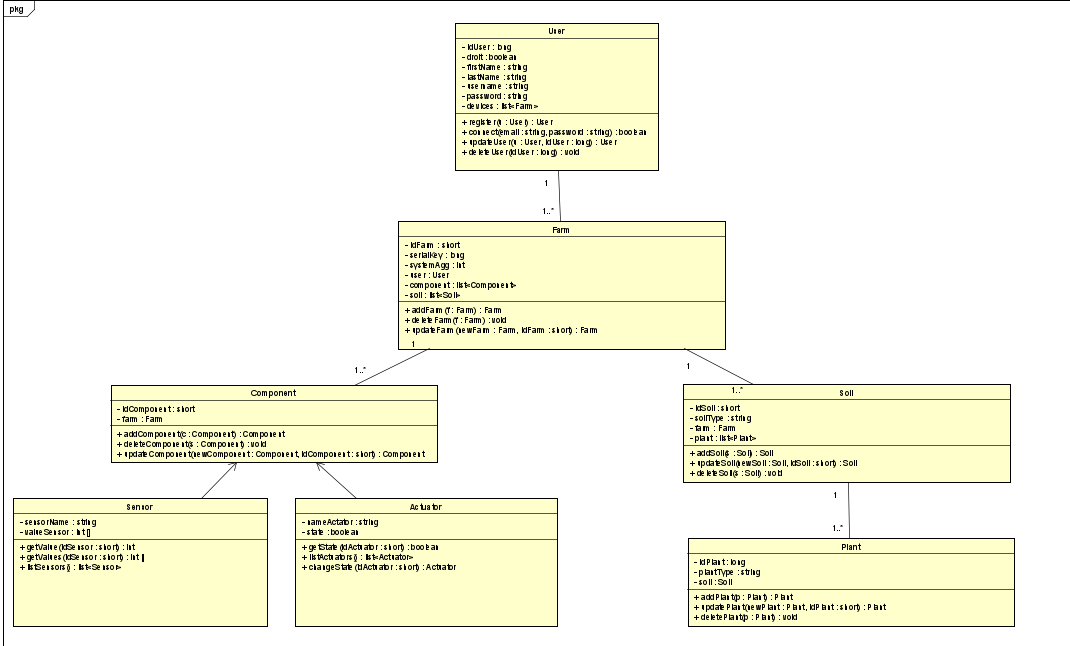 pkg
User
- idUser : long
- droit : boolean
- firstName : string
- lastName : string
- username : string
- password : string
- devices : list<Farm>
+ register(u : User) : User
+ connect(email : string, password : string) : boolean
+ updateUser(u : User, idUser : long) : User
+ deleteUser(idUser : long) : void
1
1..*
Farm
- idFarm : short
- serialKey : long
- systemAgg : int
- user : User
- component : list<Component>
- soil : list<Soil>
+ addFarm(f : Farm) : Farm
+ deleteFarm(f : Farm) : void
+ updateFarm(newFarm : Farm, idFarm : short) : Farm
1
1..*
1
1..*
Component
- idComponent : short
- farm : Farm
+ addComponent(c : Component) : Component
+ deleteComponent(s : Component) : void
+ updateComponent(newComponent : Component, idComponent : short) : Component
Soil
- idSoil : short
- soilType : string
- farm : Farm
- plant : list<Plant>
+ addSoil(s : Soil) : Soil
+ updateSoil(newSoil : Soil, idSoil : short) : Soil
+ deleteSoil(s : Soil) : void
1
1..*
Sensor
- sensorName : string
- valueSensor : int[]
+ getValue(idSensor : short) : int
+ getValues(idSensor : short) : int[]
+ listSensors() : list<Sensor>
Actuator
- nameActator : string
- state : boolean
+ getState(idActuator : short) : boolean
+ listActuators() : list<Actuator>
+ changeState(idActuator : short) : Actuator
Plant
- idPlant : long
- plantType : string
- soil : Soil
+ addPlant(p : Plant) : Plant
+ updatePlant(newPlant : Plant, idPlant : short) : Plant
+ deletePlant(p : Plant) : void